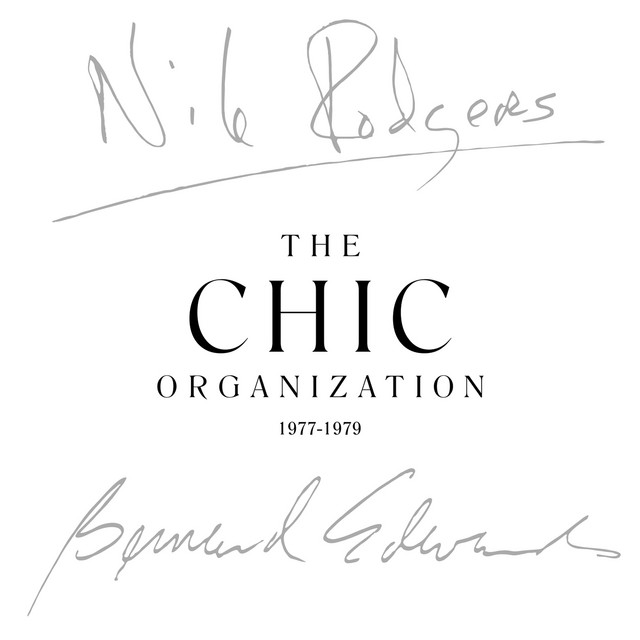 Nile Rodgers
THE
CHIC
ORGANIZATION
1977-1979
Bernard Edwards